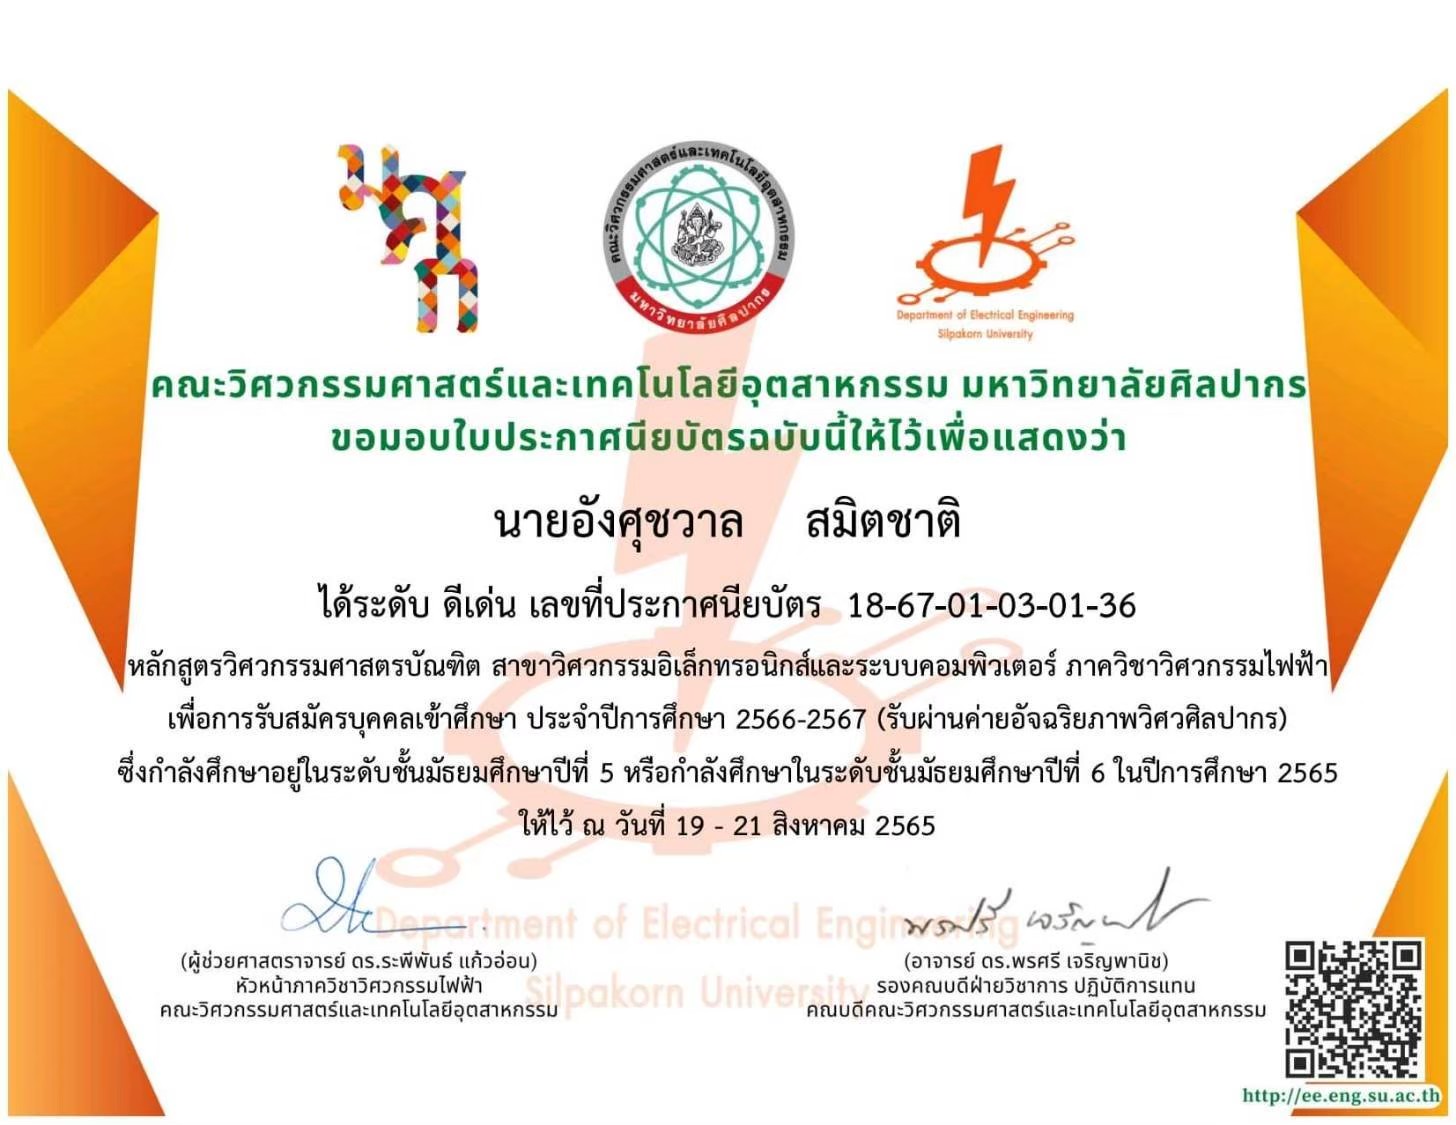 มศก
คณะวิศวกรรมศาสตร์และเทคโนโลยีอุตสาหกรรม
มหาวิทยาลัยศิลปากร
Department of Electrical Engineering
Silpakorn University
คณะวิศวกรรมศาสตร์และเทคโนโลยีอุตสาหกรรม มหาวิทยาลัยศิลปากร
ขอมอบใบประกาศนียบัตรฉบับนี้ให้ไว้เพื่อแสดงว่า
นายอังศุชวาล สมิตชาติ
ได้ระดับ ดีเด่น เลขที่ประกาศนียบัตร 18-67-01-03-01-36
หลักสูตรวิศวกรรมศาสตรบัณฑิต สาขาวิศวกรรมอิเล็กทรอนิกส์และระบบคอมพิวเตอร์ ภาควิชาวิศวกรรมไฟฟ้า
เพื่อการรับสมัครบุคคลเข้าศึกษา ประจำปีการศึกษา 2566-2567 (รับผ่านค่ายอัจฉริยภาพวิศวศิลปากร)
ซึ่งกำลังศึกษาอยู่ในระดับชั้นมัธยมศึกษาปีที่ 5 หรือกำลังศึกษาในระดับชั้นมัธยมศึกษาปีที่ 6 ในปีการศึกษา 2565
ให้ไว้ ณ วันที่ 19 - 21 สิงหาคม 2565
Department of Electrical Engineering
Silpakorn University
พรศรี เจริญพานิช
(ผู้ช่วยศาสตราจารย์ ดร.ระพีพันธ์ แก้วอ่อน)
หัวหน้าภาควิชาวิศวกรรมไฟฟ้า
คณะวิศวกรรมศาสตร์และเทคโนโลยีอุตสาหกรรม
(อาจารย์ ดร.พรศรี เจริญพานิช)
รองคณบดีฝ่ายวิชาการ ปฏิบัติการแทน
คณบดีคณะวิศวกรรมศาสตร์และเทคโนโลยีอุตสาหกรรม
http://ee.eng.su.ac.th